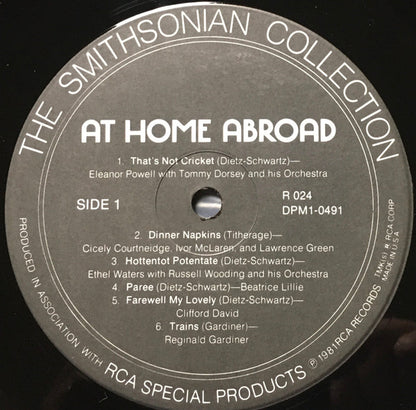 THE SMITHSONIAN COLLECTION
AT HOME ABROAD
1. That's Not Cricket (Dietz-Schwartz)—
Eleanor Powell with Tommy Dorsey and his Orchestra
SIDE 1
R 024
DPM1-0491
2. Dinner Napkins (Titherage)—
Cicely Courtneidge, Ivor McLaren, and Lawrence Green
3. Hottentot Potentate (Dietz-Schwartz)—
Ethel Waters with Russell Wooding and his Orchestra
4. Paree (Dietz-Schwartz)—Beatrice Lillie
5. Farewell My Lovely (Dietz-Schwartz)—
Clifford David
6. Trains (Gardiner)—
Reginald Gardiner
PRODUCED IN ASSOCIATION WITH RCA SPECIAL PRODUCTS ℗ 1981 RCA RECORDS
TMK(S) ® RCA CORP.
MADE IN U.S.A.